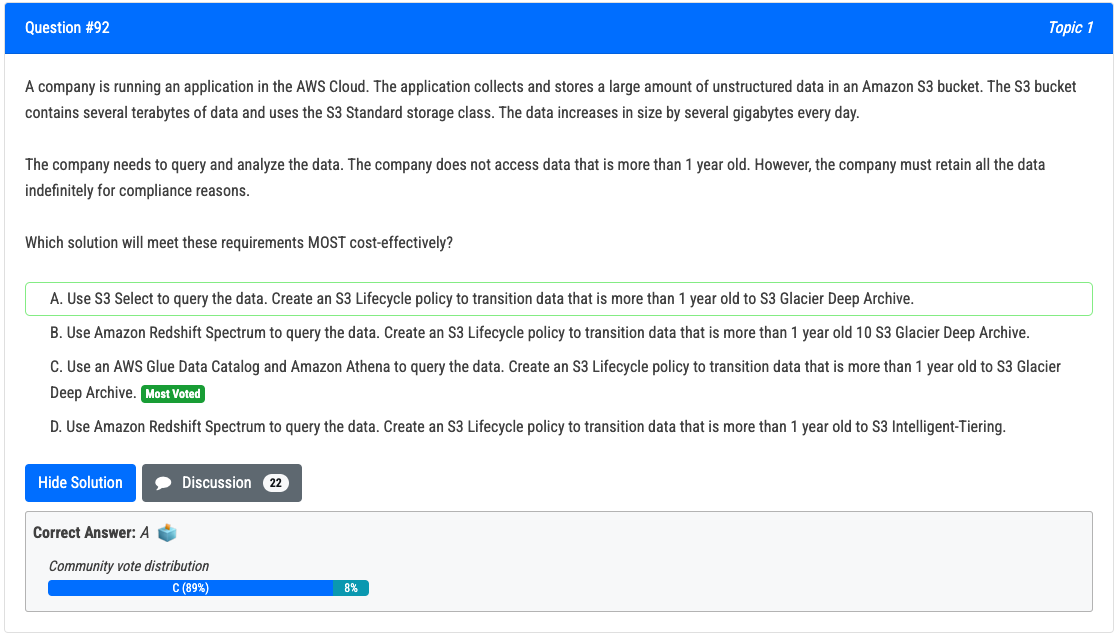 Question #92
Topic 1
A company is running an application in the AWS Cloud. The application collects and stores a large amount of unstructured data in an Amazon S3 bucket. The S3 bucket
contains several terabytes of data and uses the S3 Standard storage class. The data increases in size by several gigabytes every day.
The company needs to query and analyze the data. The company does not access data that is more than 1 year old. However, the company must retain all the data
indefinitely for compliance reasons.
Which solution will meet these requirements MOST cost-effectively?
A. Use S3 Select to query the data. Create an S3 Lifecycle policy to transition data that is more than 1 year old to S3 Glacier Deep Archive.
B. Use Amazon Redshift Spectrum to query the data. Create an S3 Lifecycle policy to transition data that is more than 1 year old 10 S3 Glacier Deep Archive.
C. Use an AWS Glue Data Catalog and Amazon Athena to query the data. Create an S3 Lifecycle policy to transition data that is more than 1 year old to S3 Glacier
Deep Archive. Most Voted
D. Use Amazon Redshift Spectrum to query the data. Create an S3 Lifecycle policy to transition data that is more than 1 year old to S3 Intelligent-Tiering.
Hide Solution
Discussion 22
Correct Answer: A
Community vote distribution
C (89%)
8%